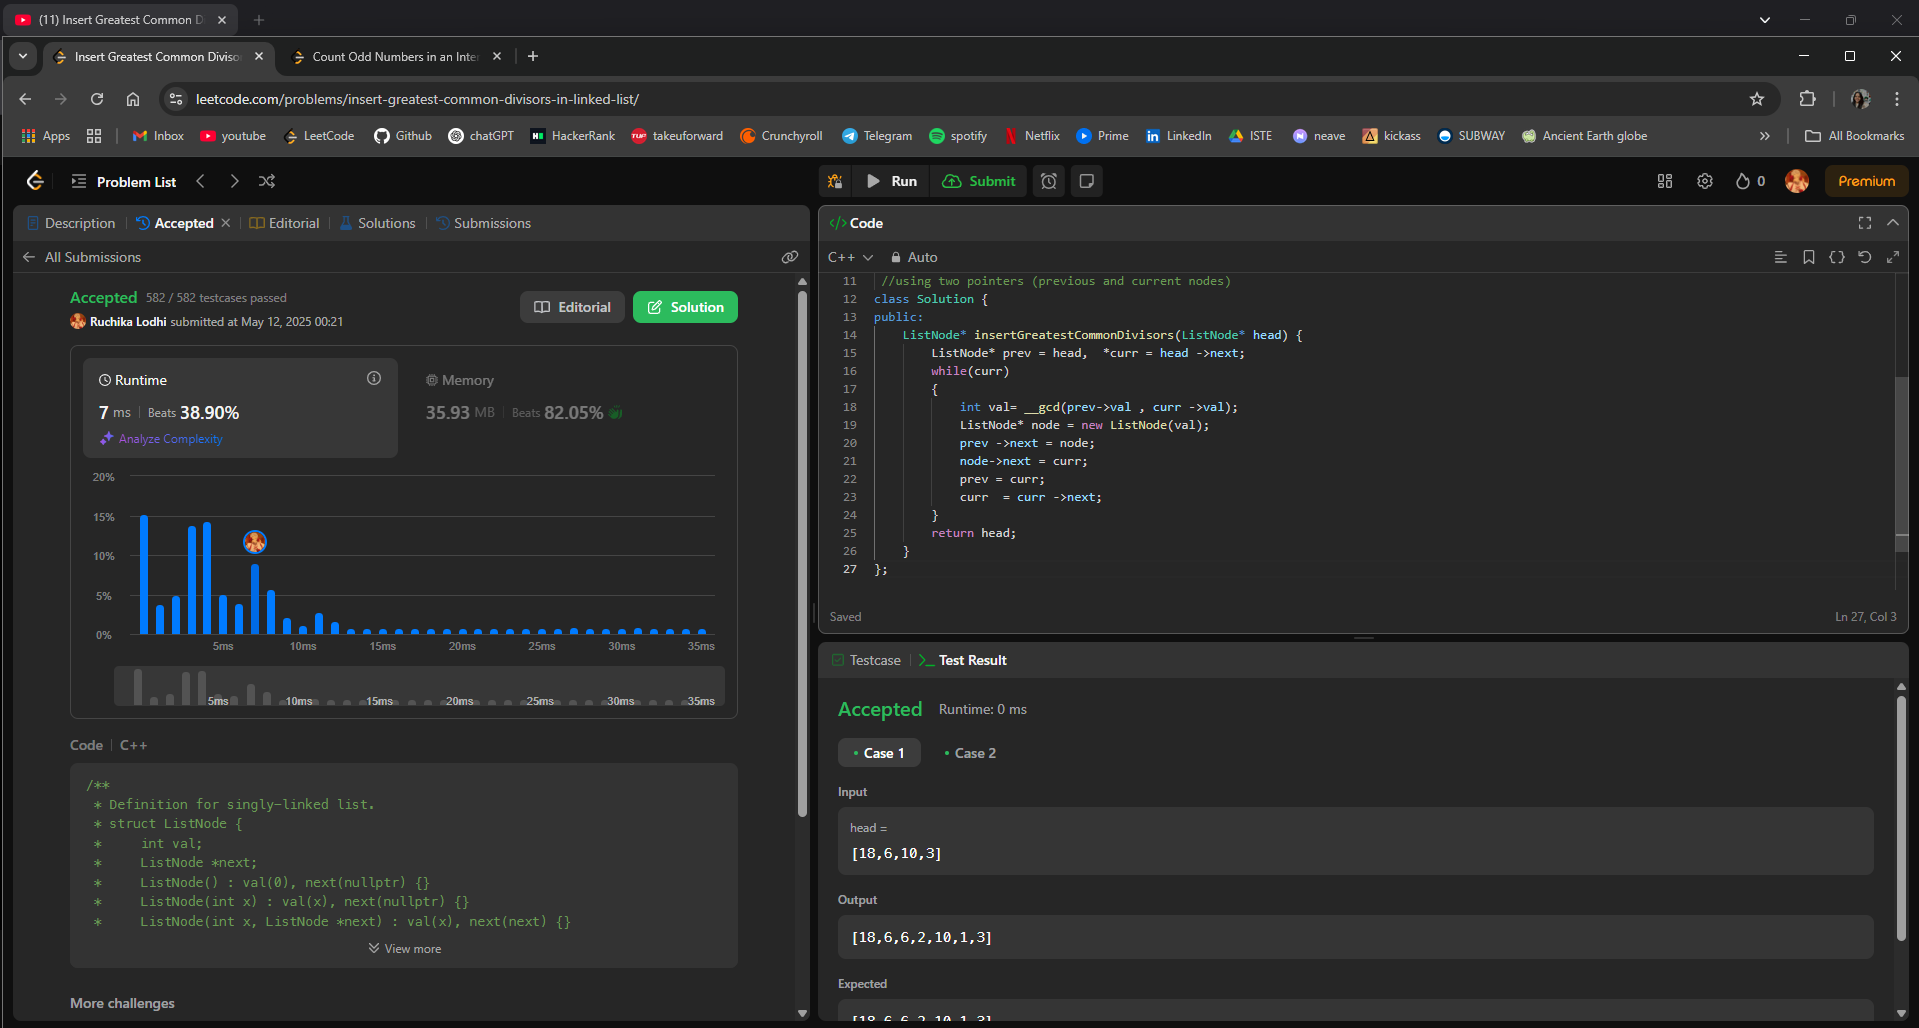 (11) Insert Greatest Common D
Insert Greatest Common Diviso
Count Odd Numbers in an Inte
leetcode.com/problems/insert-greatest-common-divisors-in-linked-list/
Apps Inbox youtube LeetCode Github chatGPT HackerRank takeuforward Crunchyroll Telegram spotify Netflix Prime LinkedIn ISTE neave kickass SUBWAY Ancient Earth globe » All Bookmarks
Problem List
Run Submit
0 Premium
Description Accepted Editorial Solutions Submissions
All Submissions
Accepted 582 / 582 testcases passed
Ruchika Lodhi submitted at May 12, 2025 00:21
Editorial Solution
Runtime
7 ms Beats 38.90%
Analyze Complexity
Memory
35.93 MB Beats 82.05%
20%
15%
10%
5%
0%
5ms 10ms 15ms 20ms 25ms 30ms 35ms
5ms 10ms 15ms 20ms 25ms 30ms 35ms
Code C++
/**
* Definition for singly-linked list.
* struct ListNode {
*     int val;
*     ListNode *next;
*     ListNode() : val(0), next(nullptr) {}
*     ListNode(int x) : val(x), next(nullptr) {}
*     ListNode(int x, ListNode *next) : val(x), next(next) {}
View more
More challenges
</> Code
C++ Auto
11 //using two pointers (previous and current nodes)
12 class Solution {
13 public:
14     ListNode* insertGreatestCommonDivisors(ListNode* head) {
15         ListNode* prev = head,  *curr = head ->next;
16         while(curr)
17         {
18             int val= __gcd(prev->val , curr ->val);
19             ListNode* node = new ListNode(val);
20             prev ->next = node;
21             node->next = curr;
22             prev = curr;
23             curr  = curr ->next;
24         }
25         return head;
26     }
27 };
Saved
Ln 27, Col 3
Testcase >_ Test Result
Accepted Runtime: 0 ms
Case 1 Case 2
Input
head =
[18,6,10,3]
Output
[18,6,6,2,10,1,3]
Expected
[18,6,6,2,10,1,3]